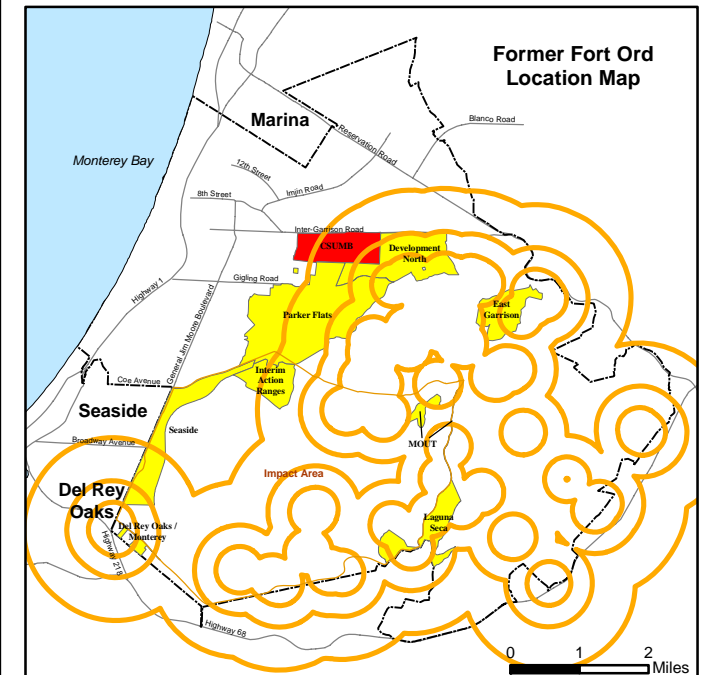 Former Fort Ord
Location Map
Marina
Blanco Road
Reservation Road
Monterey Bay
12th Street
Imjin Road
8th Street
Inter-Garrison Road
CSUMB
Development
North
Gigling Road
Highway 1
East
Garrison
Parker Flats
General Jim Moore Boulevard
Interim
Action
Ranges
Coe Avenue
Seaside
Seaside
Broadway Avenue
MOUT
Impact Area
Del Rey
Oaks
Laguna
Seca
Del Rey Oaks /
Monterey
Highway 218
Highway 68
0 1 2
Miles